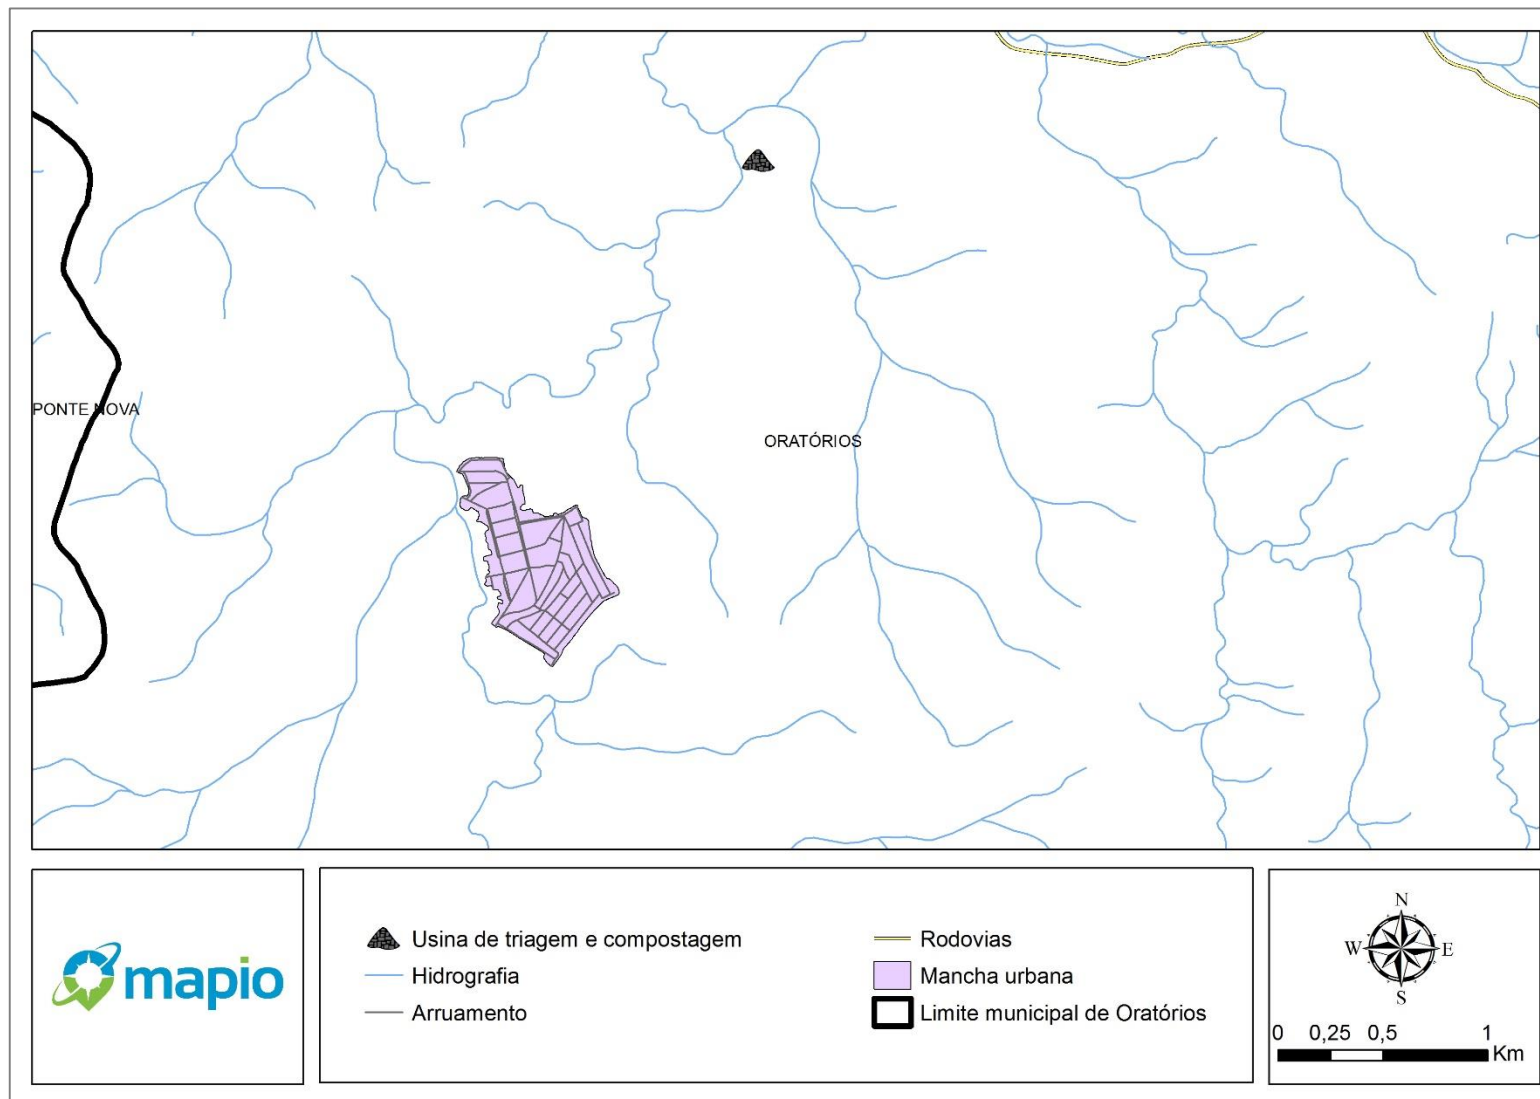 PONTE NOVA
ORATÓRIOS
mapio
Usina de triagem e compostagem
Hidrografia
Arruamento
Rodovias
Mancha urbana
Limite municipal de Oratórios
N
W E
S
0 0,25 0,5 1
Km